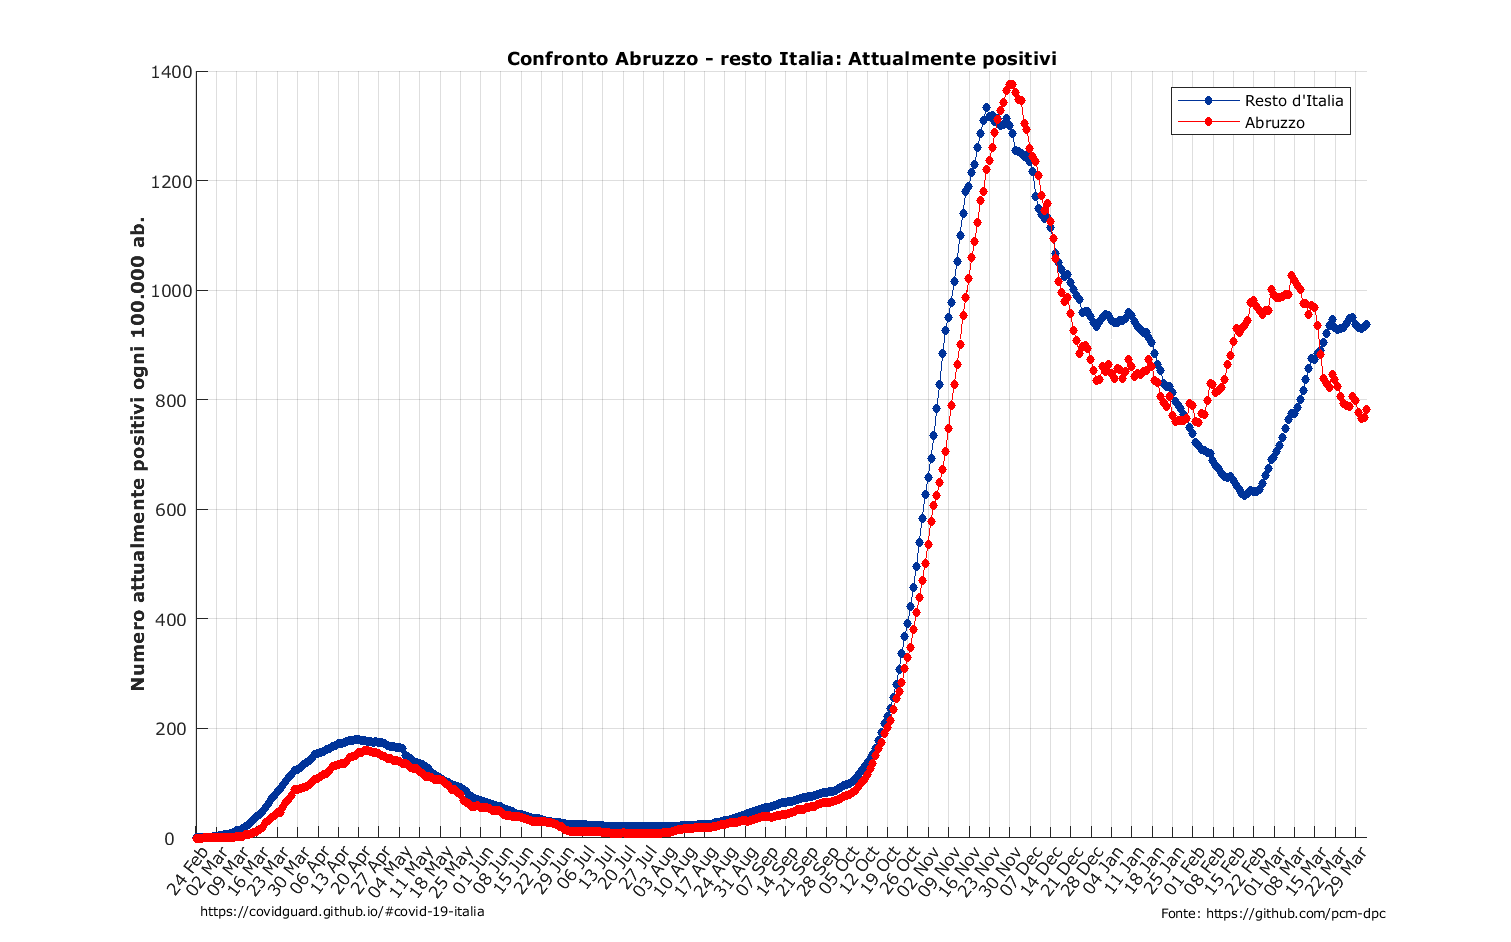 Confronto Abruzzo - resto Italia: Attualmente positivi
Numero attualmente positivi ogni 100.000 ab.
1400
1200
1000
800
600
400
200
0
Resto d'Italia
Abruzzo
24 Feb
02 Mar
09 Mar
16 Mar
23 Mar
30 Mar
06 Apr
13 Apr
20 Apr
27 Apr
04 May
11 May
18 May
25 May
01 Jun
08 Jun
15 Jun
22 Jun
29 Jun
06 Jul
13 Jul
20 Jul
27 Jul
03 Aug
10 Aug
17 Aug
24 Aug
31 Aug
07 Sep
14 Sep
21 Sep
28 Sep
05 Oct
12 Oct
19 Oct
26 Oct
02 Nov
09 Nov
16 Nov
23 Nov
30 Nov
07 Dec
14 Dec
21 Dec
28 Dec
04 Jan
11 Jan
18 Jan
25 Jan
01 Feb
08 Feb
15 Feb
22 Feb
01 Mar
08 Mar
15 Mar
22 Mar
29 Mar
https://covidguard.github.io/#covid-19-italia
Fonte: https://github.com/pcm-dpc